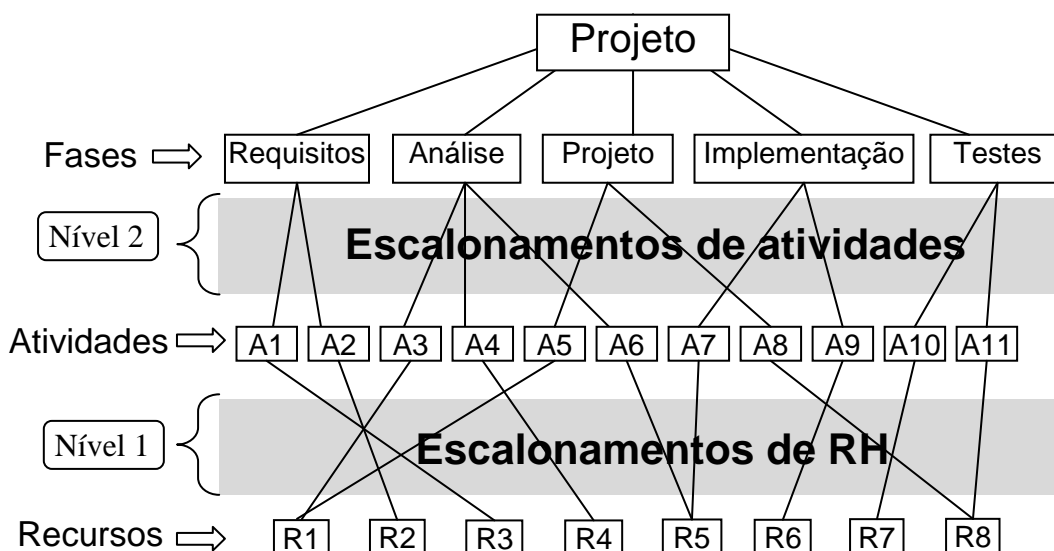 Projeto
Fases Requisitos Análise Projeto Implementação Testes
Nível 2 Escalonamentos de atividades
Atividades A1 A2 A3 A4 A5 A6 A7 A8 A9 A10 A11
Nível 1 Escalonamentos de RH
Recursos R1 R2 R3 R4 R5 R6 R7 R8